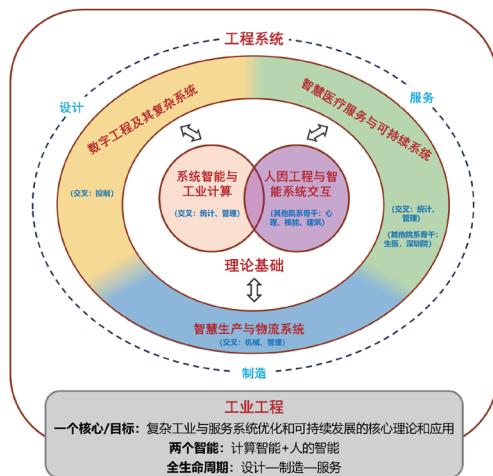 工程系统
设计
服务
数字工程及其复杂系统
智慧医疗服务与可持续系统
(交叉:控制)
系统智能与
工业计算
(交叉:统计、管理)
人因工程与智
能系统交互
(其他院系骨干:心
理、核能、建筑)
(交叉:统计、
管理)
(其他院系骨干:
生医、深圳院)
理论基础
智慧生产与物流系统
(交叉:机械、管理)
制造
工业工程
一个核心/目标:复杂工业与服务系统优化和可持续发展的核心理论和应用
两个智能:计算智能+人的智能
全生命周期:设计—制造—服务